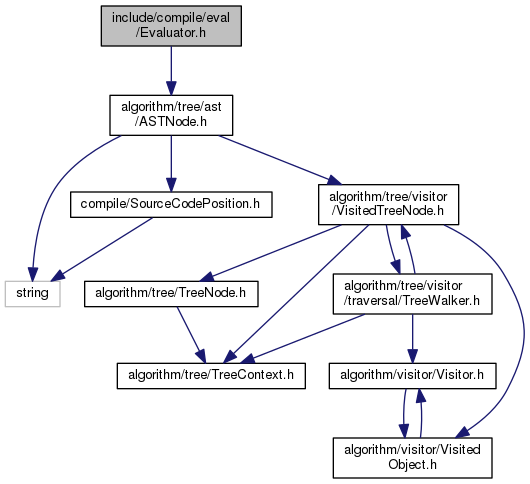 include/compile/eval
/Evaluator.h
algorithm/tree/ast
/ASTNode.h
compile/SourceCodePosition.h
algorithm/tree/visitor
/VisitedTreeNode.h
string
algorithm/tree/TreeNode.h
algorithm/tree/visitor
/traversal/TreeWalker.h
algorithm/tree/TreeContext.h
algorithm/visitor/Visitor.h
algorithm/visitor/Visited
Object.h